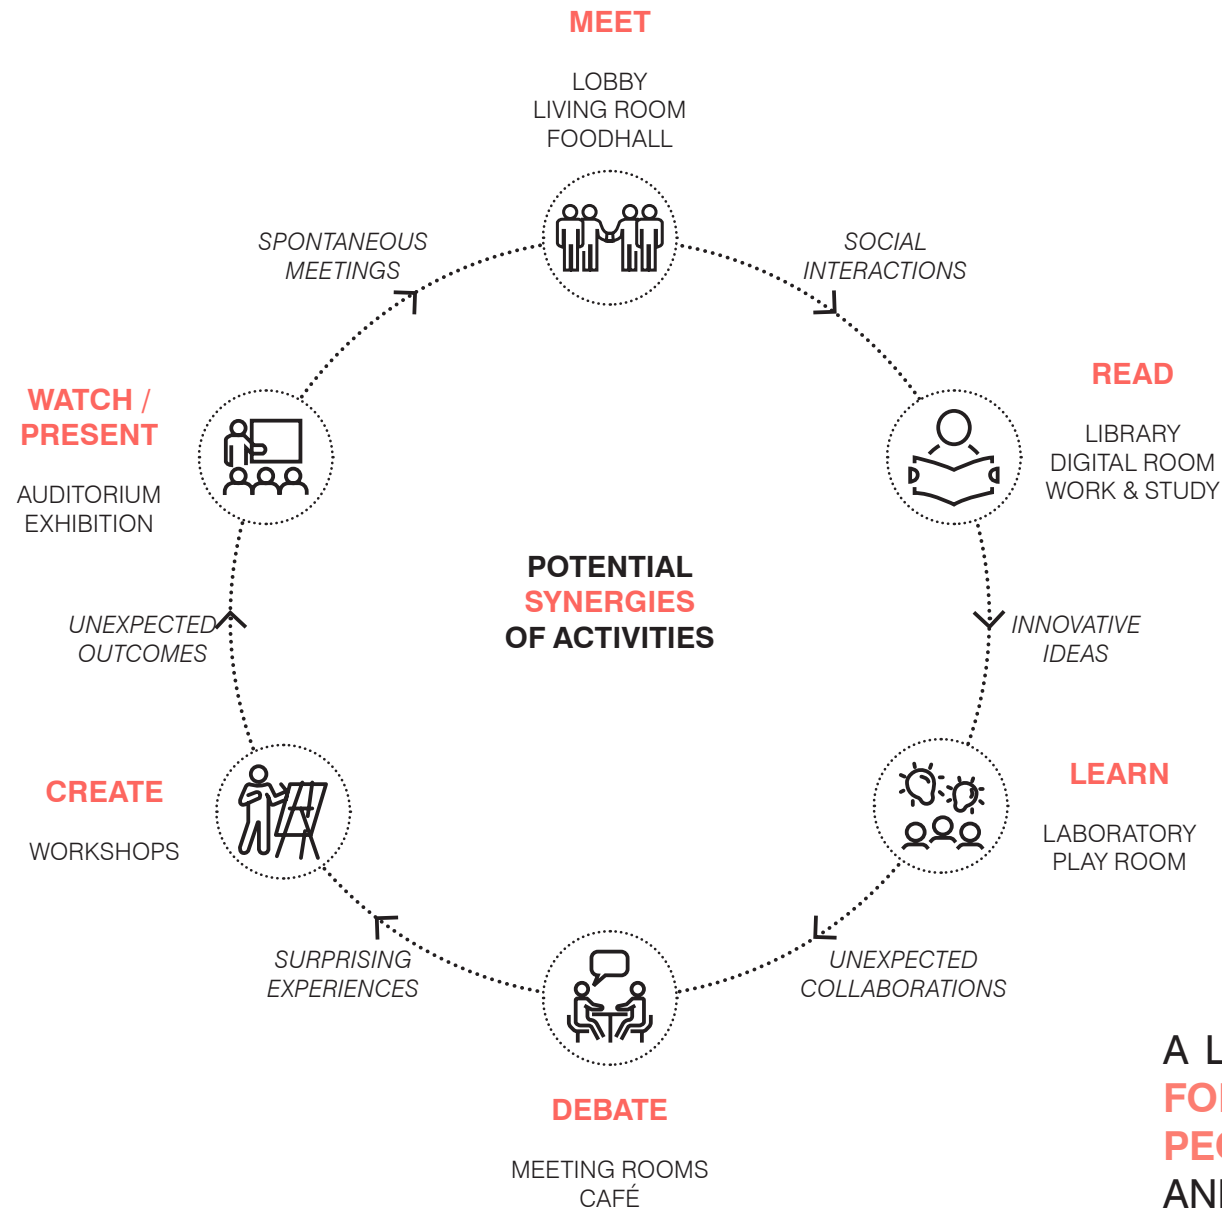 MEET
LOBBY
LIVING ROOM
FOODHALL
SPONTANEOUS
MEETINGS
SOCIAL
INTERACTIONS
WATCH /
PRESENT
AUDITORIUM
EXHIBITION
READ
LIBRARY
DIGITAL ROOM
WORK & STUDY
POTENTIAL
SYNERGIES
OF ACTIVITIES
UNEXPECTED
OUTCOMES
INNOVATIVE
IDEAS
CREATE
WORKSHOPS
LEARN
LABORATORY
PLAY ROOM
SURPRISING
EXPERIENCES
UNEXPECTED
COLLABORATIONS
DEBATE
MEETING ROOMS
CAFÉ
A